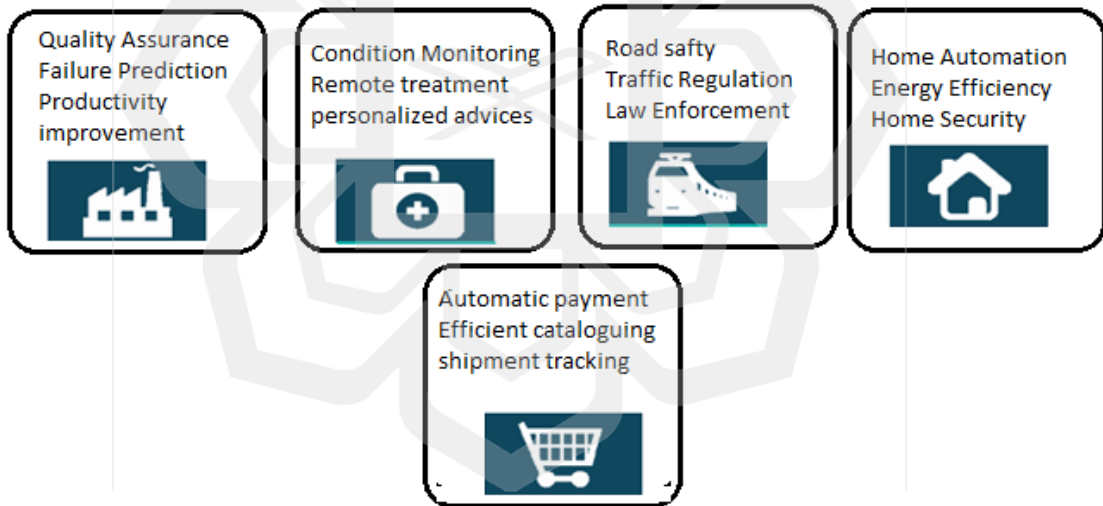 Quality Assurance
Failure Prediction
Productivity
improvement
Condition Monitoring
Remote treatment
personalized advices
Road safty
Traffic Regulation
Law Enforcement
Home Automation
Energy Efficiency
Home Security
Automatic payment
Efficient cataloguing
shipment tracking